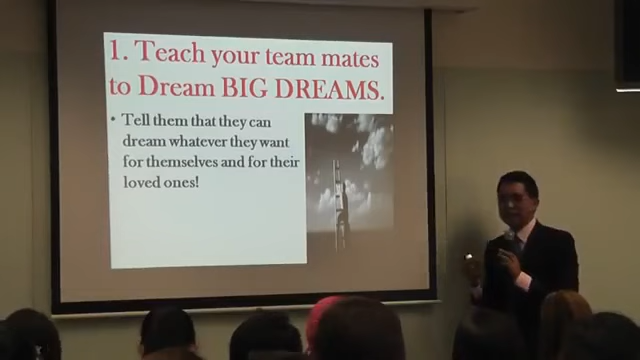 1. Teach your team mates
to Dream BIG DREAMS.
• Tell them that they can
dream whatever they want
for themselves and for their
loved ones!